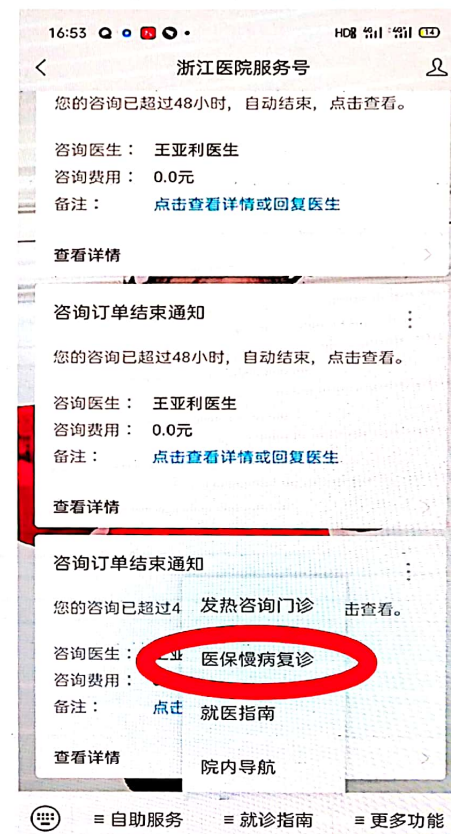 16:53 HD 4G 4G 14
浙江医院服务号
您的咨询已超过48小时，自动结束，点击查看。
咨询医生： 王亚利医生
咨询费用： 0.0元
备注： 点击查看详情或回复医生
查看详情
咨询订单结束通知
您的咨询已超过48小时，自动结束，点击查看。
咨询医生： 王亚利医生
咨询费用： 0.0元
备注： 点击查看详情或回复医生
查看详情
咨询订单结束通知
您的咨询已超过4 击查看。
咨询医生：
咨询费用：
备注： 点击
查看详情
发热咨询门诊
医保慢病复诊
就医指南
院内导航
自助服务 就诊指南 更多功能